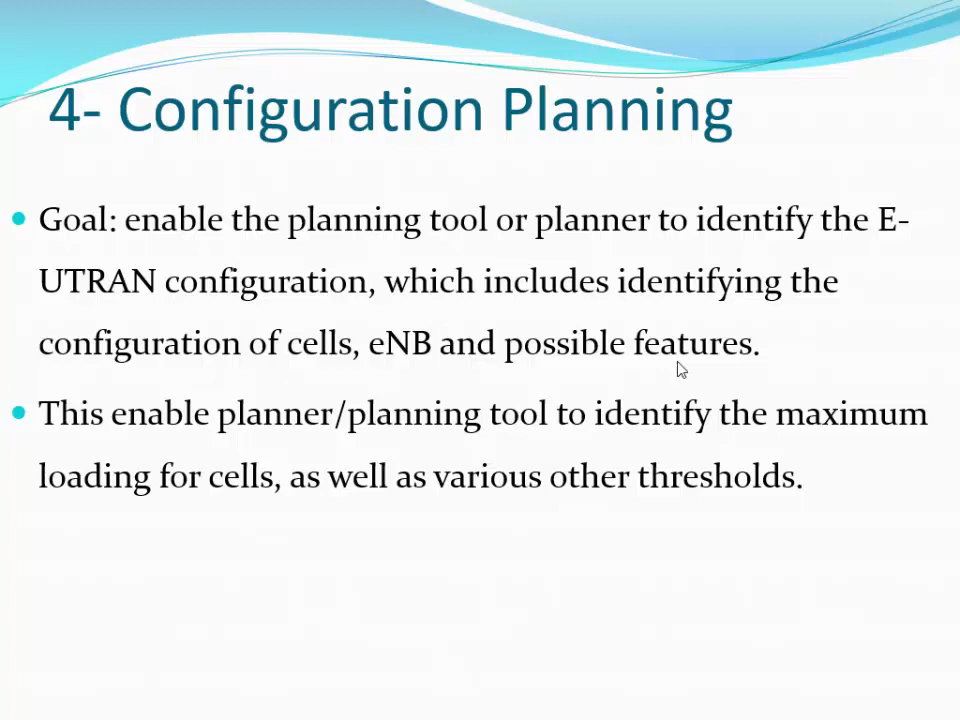 4- Configuration Planning
• Goal: enable the planning tool or planner to identify the E-
UTRAN configuration, which includes identifying the
configuration of cells, eNB and possible features.
• This enable planner/planning tool to identify the maximum
loading for cells, as well as various other thresholds.